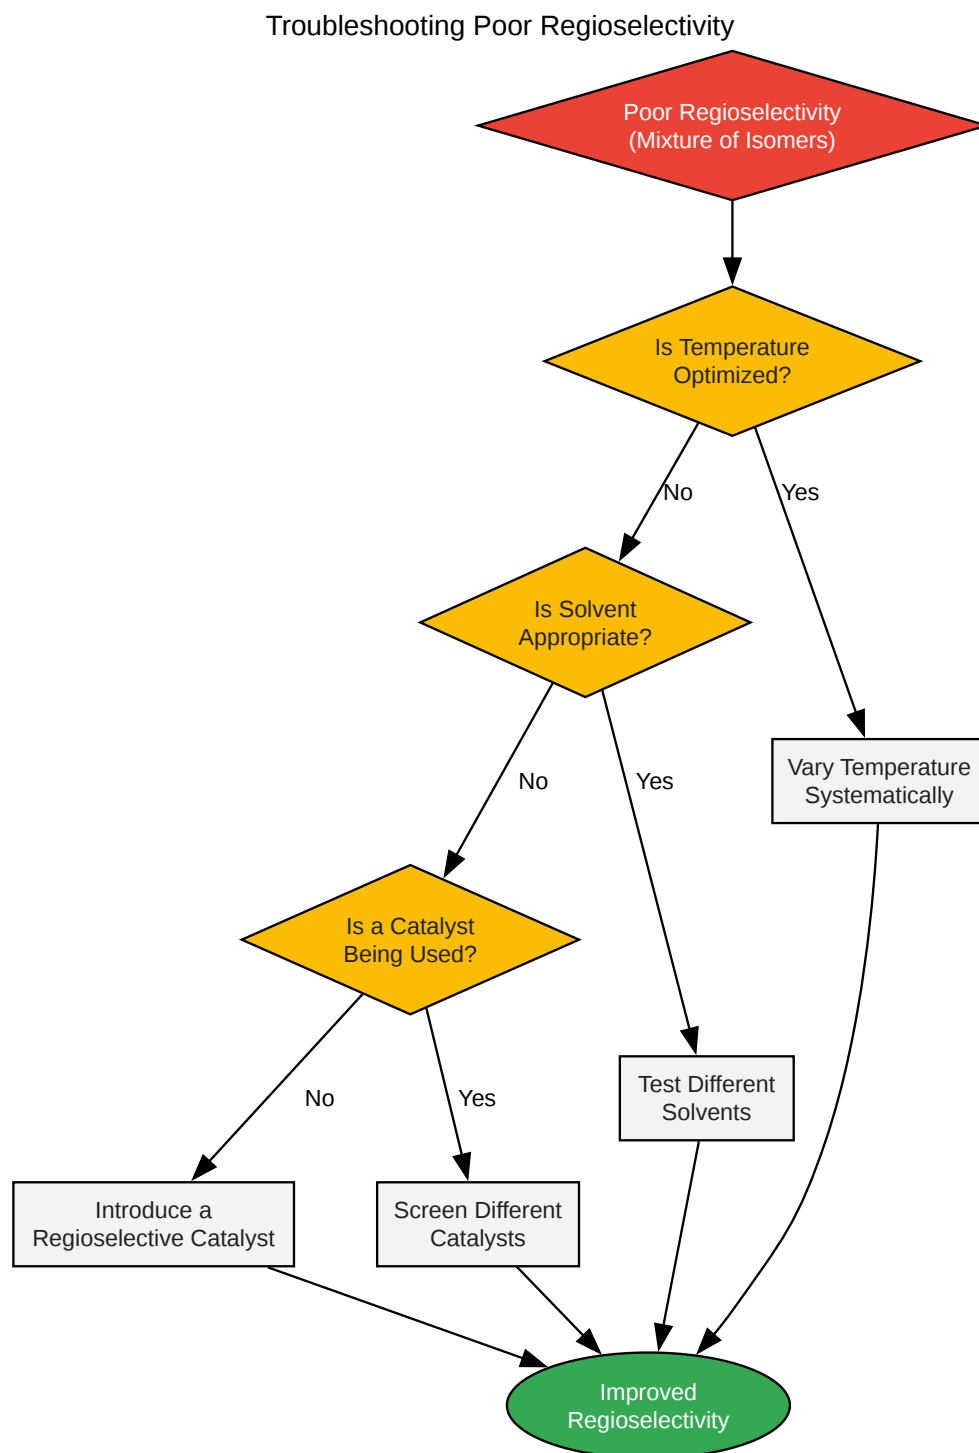 Troubleshooting Poor Regioselectivity
Poor Regioselectivity
(Mixture of Isomers)
Is Temperature
Optimized?
No
Yes
Is Solvent
Appropriate?
Vary Temperature
Systematically
No
Yes
Is a Catalyst
Being Used?
Test Different
Solvents
No
Yes
Introduce a
Regioselective Catalyst
Screen Different
Catalysts
Improved
Regioselectivity